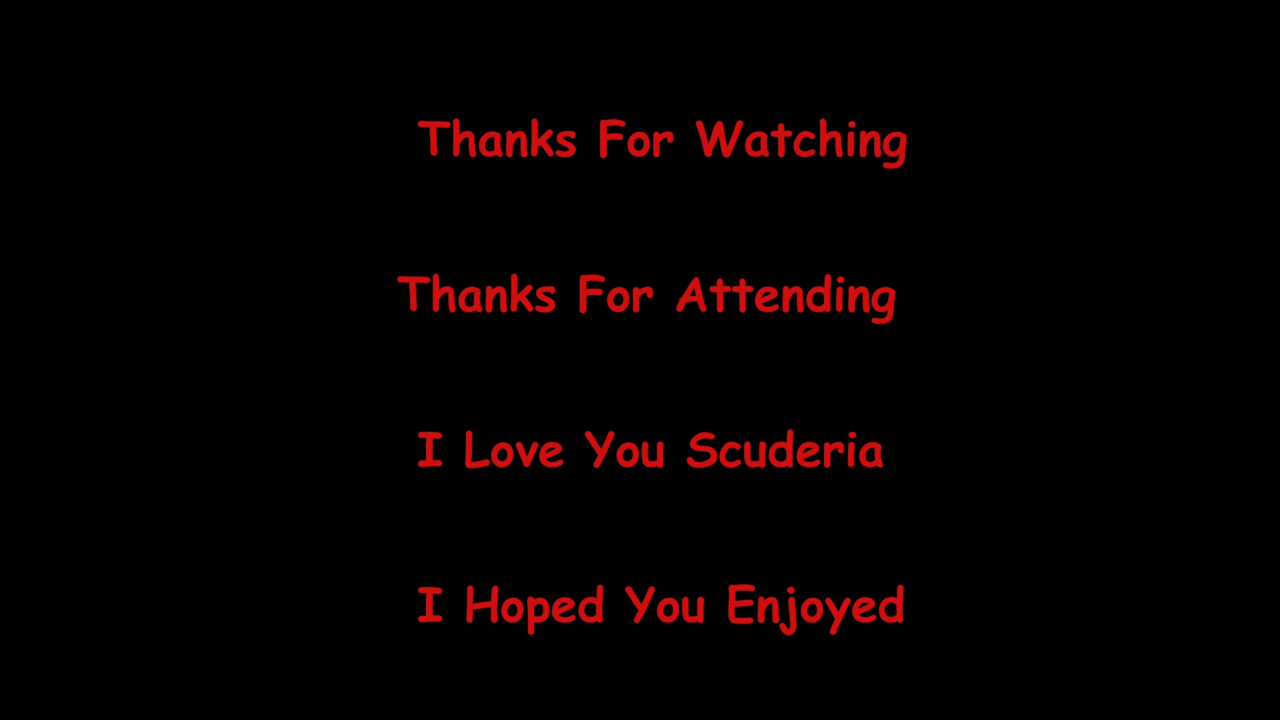 Thanks For Watching
Thanks For Attending
I Love You Scuderia
I Hoped You Enjoyed